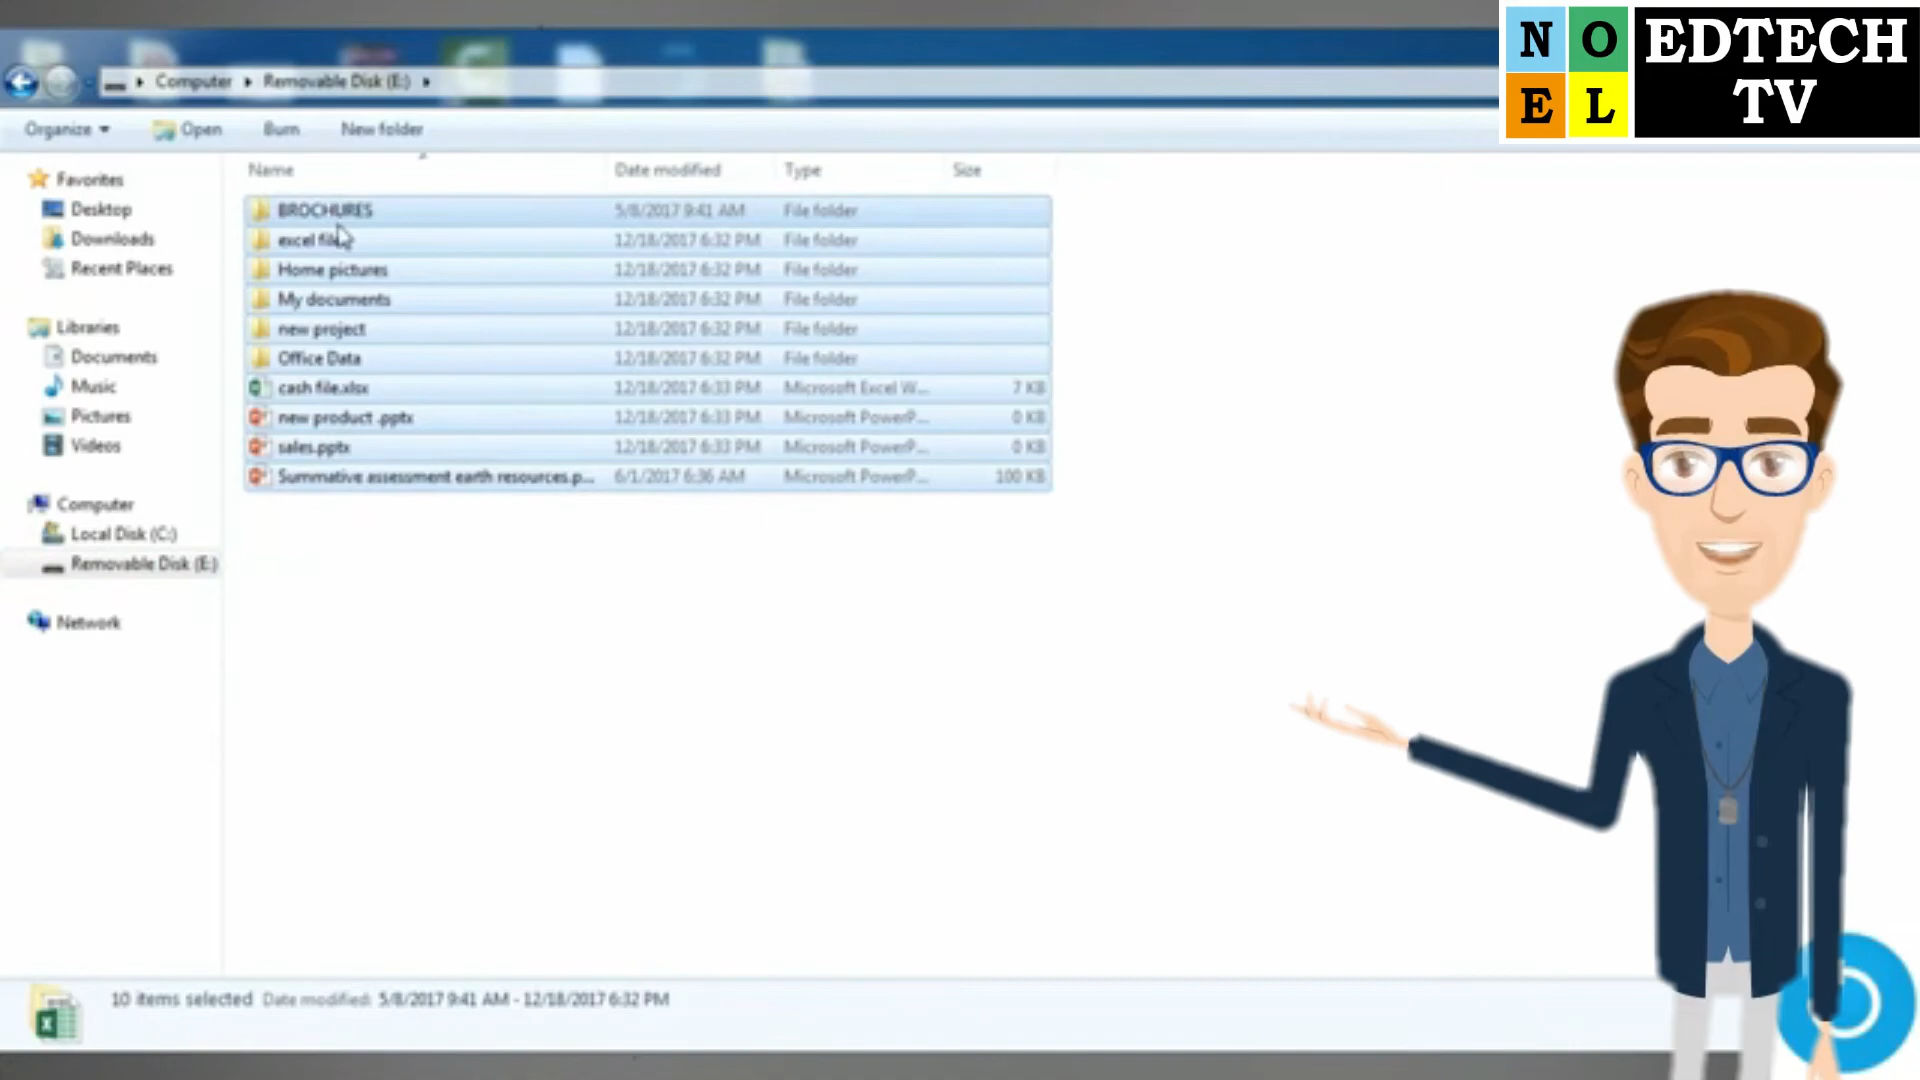 NOEL EDTECH TV
Computer Removable Disk (E:)
Organize Open Burn New folder
Name Date modified Type Size
Favorites
Desktop
Downloads
Recent Places
Libraries
Documents
Music
Pictures
Videos
Computer
Local Disk (C:)
Removable Disk (E:)
Network
BROCHURES 5/8/2017 9:41 AM File folder
excel file 12/18/2017 6:32 PM File folder
Home pictures 12/18/2017 6:32 PM File folder
My documents 12/18/2017 6:32 PM File folder
new project 12/18/2017 6:32 PM File folder
Office Data 12/18/2017 6:32 PM File folder
cash file.xlsx 12/18/2017 6:33 PM Microsoft Excel W... 7 KB
new product .pptx 12/18/2017 6:33 PM Microsoft PowerP... 0 KB
sales.pptx 12/18/2017 6:33 PM Microsoft PowerP... 0 KB
Summative assessment earth resources.p... 6/1/2017 6:36 AM Microsoft PowerP... 100 KB
10 items selected Date modified: 5/8/2017 9:41 AM - 12/18/2017 6:32 PM